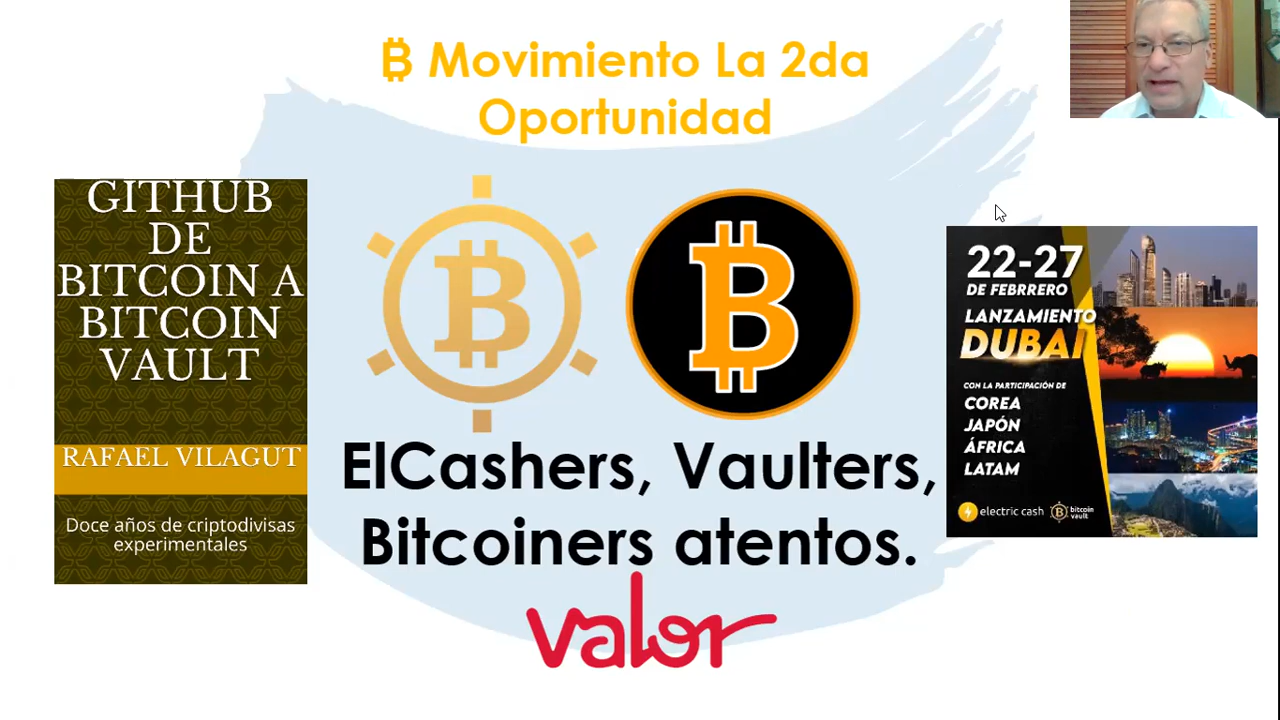 ₿ Movimiento La 2da
Oportunidad
GITHUB
DE
BITCOIN A
BITCOIN
VAULT
RAFAEL VILAGUT
Doce años de criptodivisas
experimentales
22-27
DE FEBRRERO
LANZAMIENTO
DUBAI
CON LA PARTICIPACIÓN DE
COREA
JAPÓN
ÁFRICA
LATAM
electric cash
bitcoin
vault
ElCashers, Vaulters,
Bitcoiners atentos.
valor